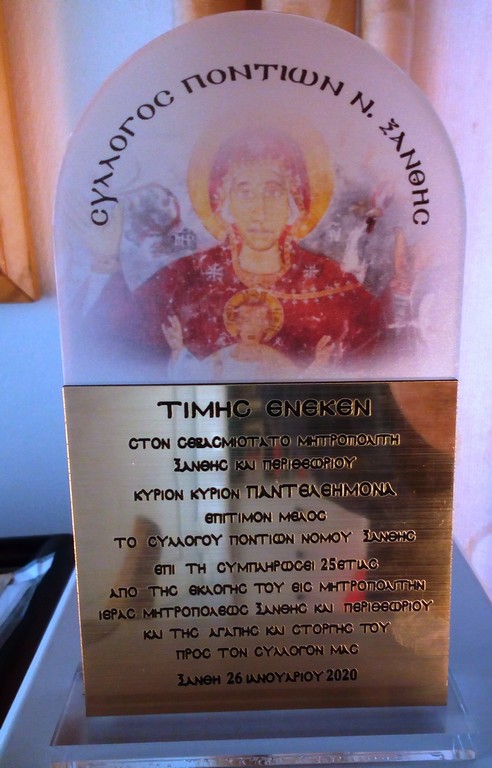 ϹΥΛΛΟΓΟϹ ΠΟΝΤΙΩΝ Ν. ΞΑΝΘΗϹ
ΤΙΜΗϹ ΕΝΕΚΕΝ
ϹΤΟΝ ϹΕΒΑϹΜΙΟΤΑΤΟ ΜΗΤΡΟΠΟΛΙΤΗ
ΞΑΝΘΗϹ ΚΑΙ ΠΕΡΙΘΕΩΡΙΟΥ
ΚΥΡΙΟΝ ΚΥΡΙΟΝ ΠΑΝΤΕΛΕΗΜΟΝΑ
ΕΠΙΤΙΜΟΝ ΜΕΛΟϹ
ΤΟ ϹΥΛΛΟΓΟΥ ΠΟΝΤΙΩΝ ΝΟΜΟΥ ΞΑΝΘΗϹ
ΕΠΙ ΤΗ ϹΥΜΠΛΗΡΩϹΕΙ 25ΕΤΙΑϹ
ΑΠΟ ΤΗϹ ΕΚΛΟΓΗϹ ΤΟΥ ΕΙϹ ΜΗΤΡΟΠΟΛΙΤΗΝ
ΙΕΡΑϹ ΜΗΤΡΟΠΟΛΕΩϹ ΞΑΝΘΗϹ ΚΑΙ ΠΕΡΙΘΕΩΡΙΟΥ
ΚΑΙ ΤΗϹ ΑΓΑΠΗϹ ΚΑΙ ϹΤΟΡΓΗϹ ΤΟΥ
ΠΡΟϹ ΤΟΝ ϹΥΛΛΟΓΟΝ ΜΑϹ
ΞΑΝΘΗ 26 ΙΑΝΟΥΑΡΙΟΥ 2020